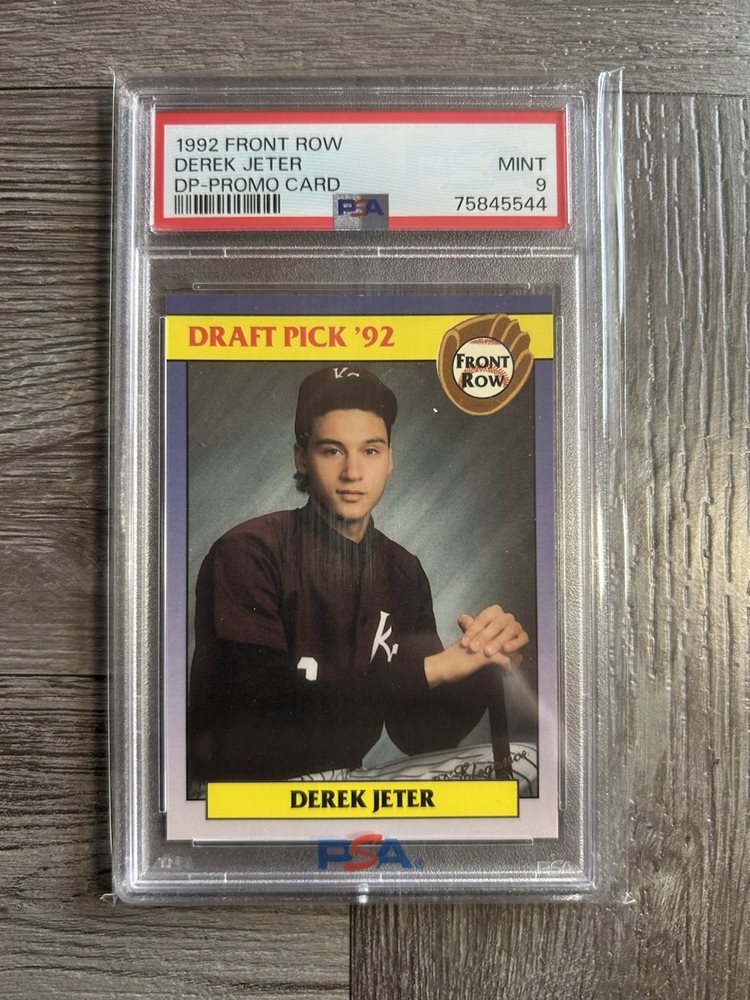 1992 FRONT ROW
DEREK JETER MINT
DP-PROMO CARD 9
PSA 75845544
DRAFT PICK '92
FRONT
ROW
K
k.
DEREK JETER
PSA®
PSA